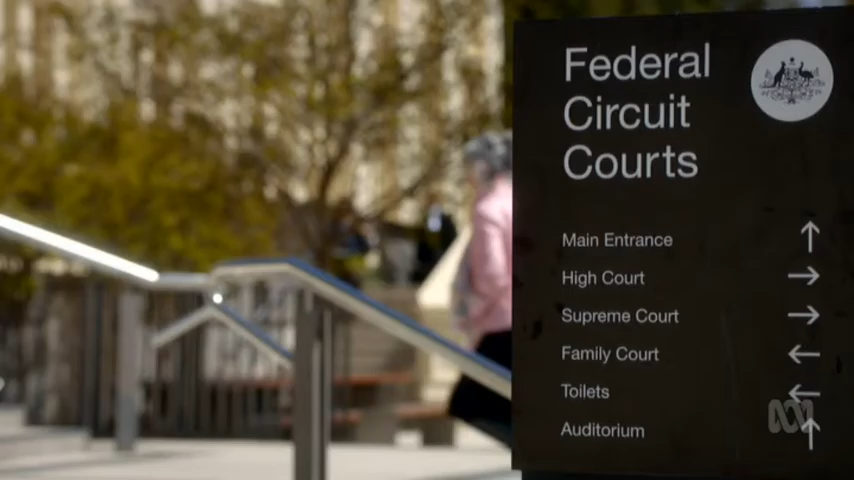 Federal
Circuit
Courts
Main Entrance ↑
High Court →
Supreme Court →
Family Court ←
Toilets ←
Auditorium ↑